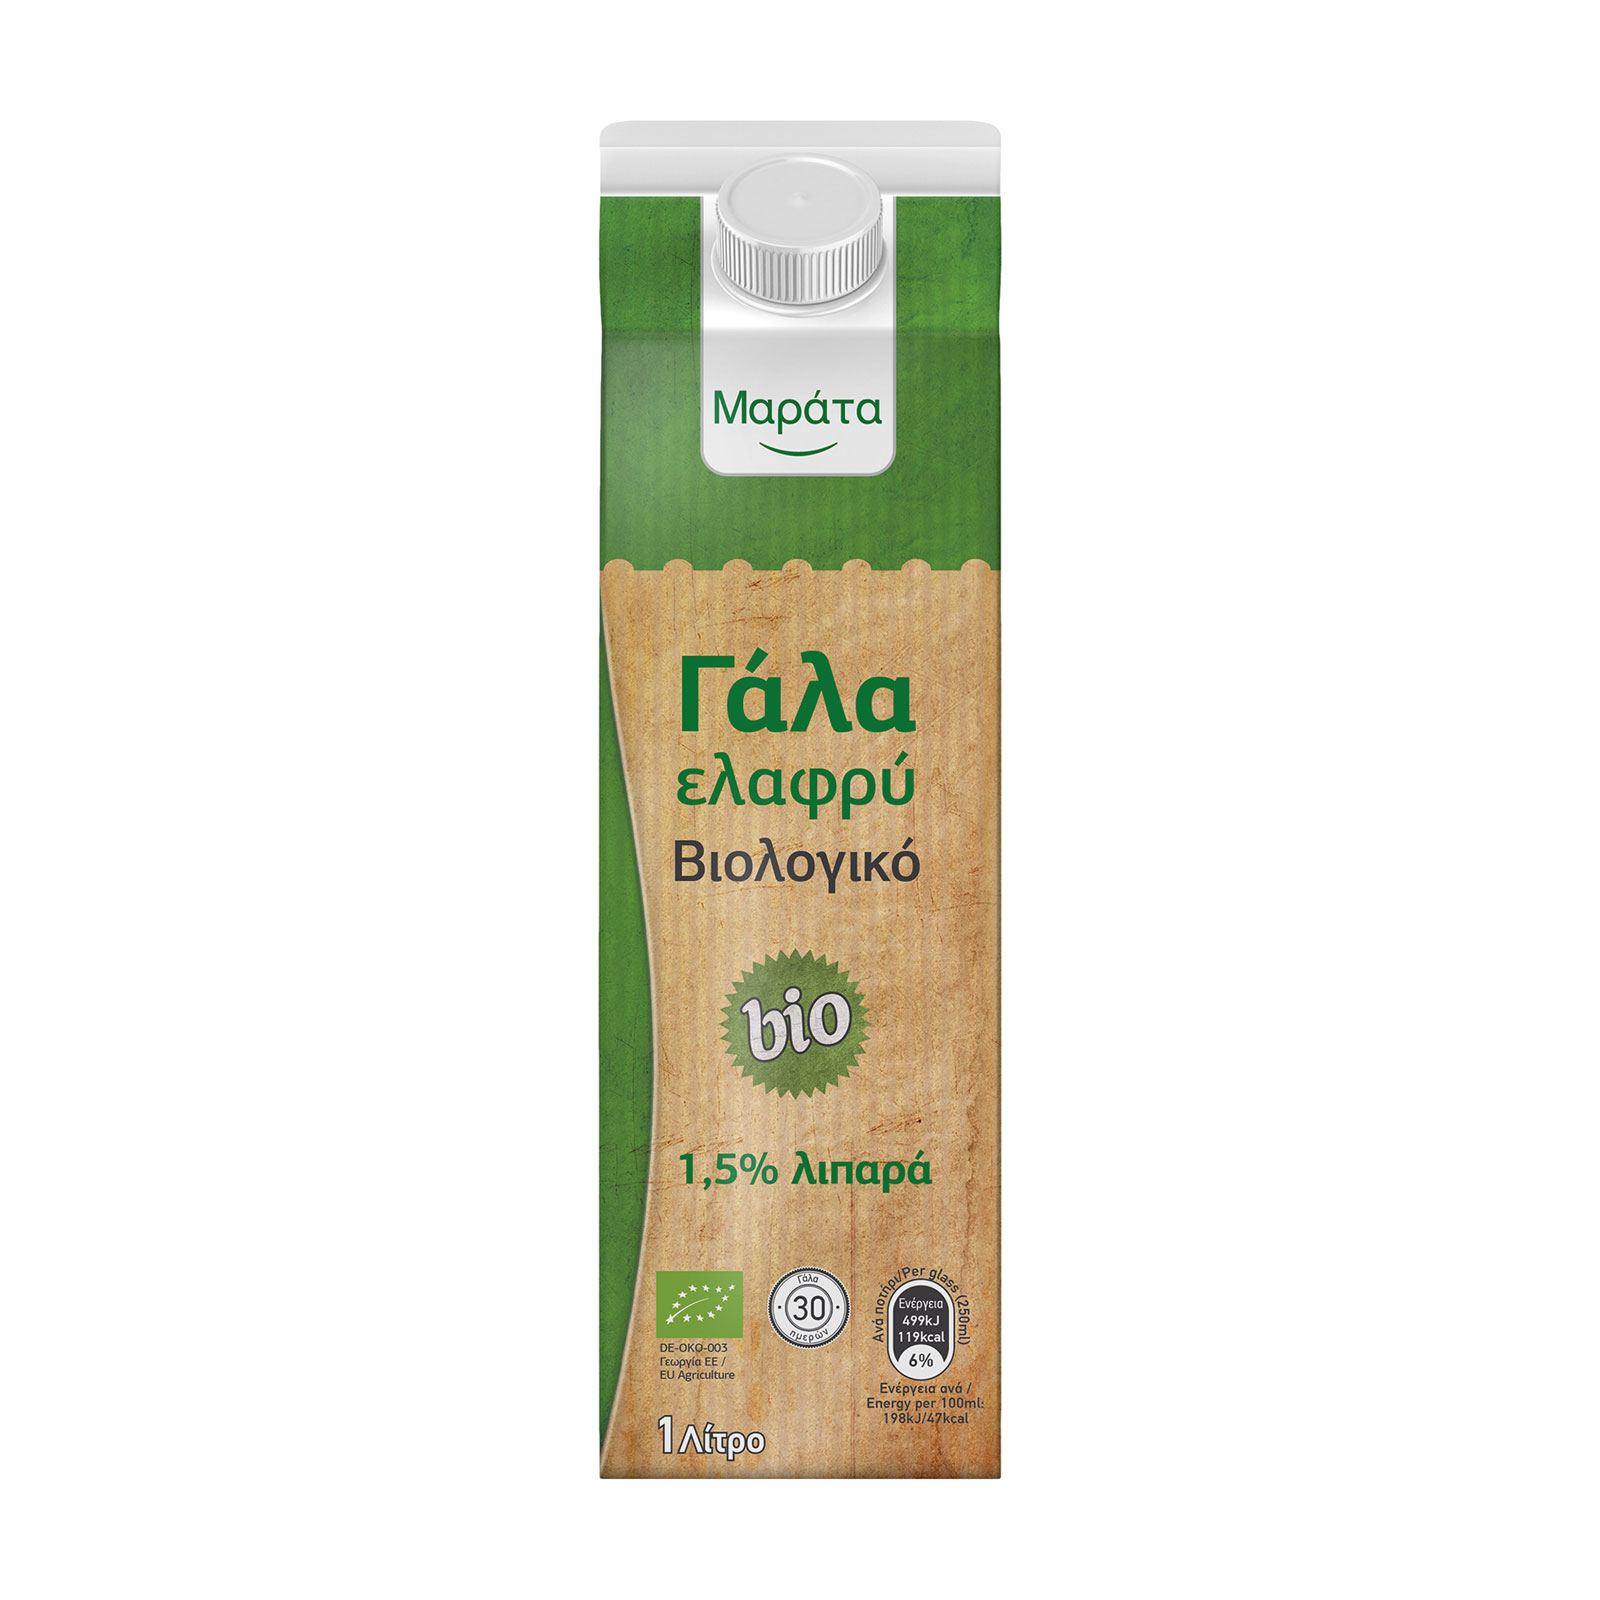 Μαράτα
Γάλα
ελαφρύ
Βιολογικό
bio
1,5% λιπαρά
DE-OKO-003
Γεωργία ΕΕ /
EU Agriculture
Γάλα
30
ημερών
Ανά ποτήρι/Per glass (250ml)
Ενέργεια
499kJ
119kcal
6%
Ενέργεια ανά /
Energy per 100ml:
198kJ/47kcal
1 Λίτρο